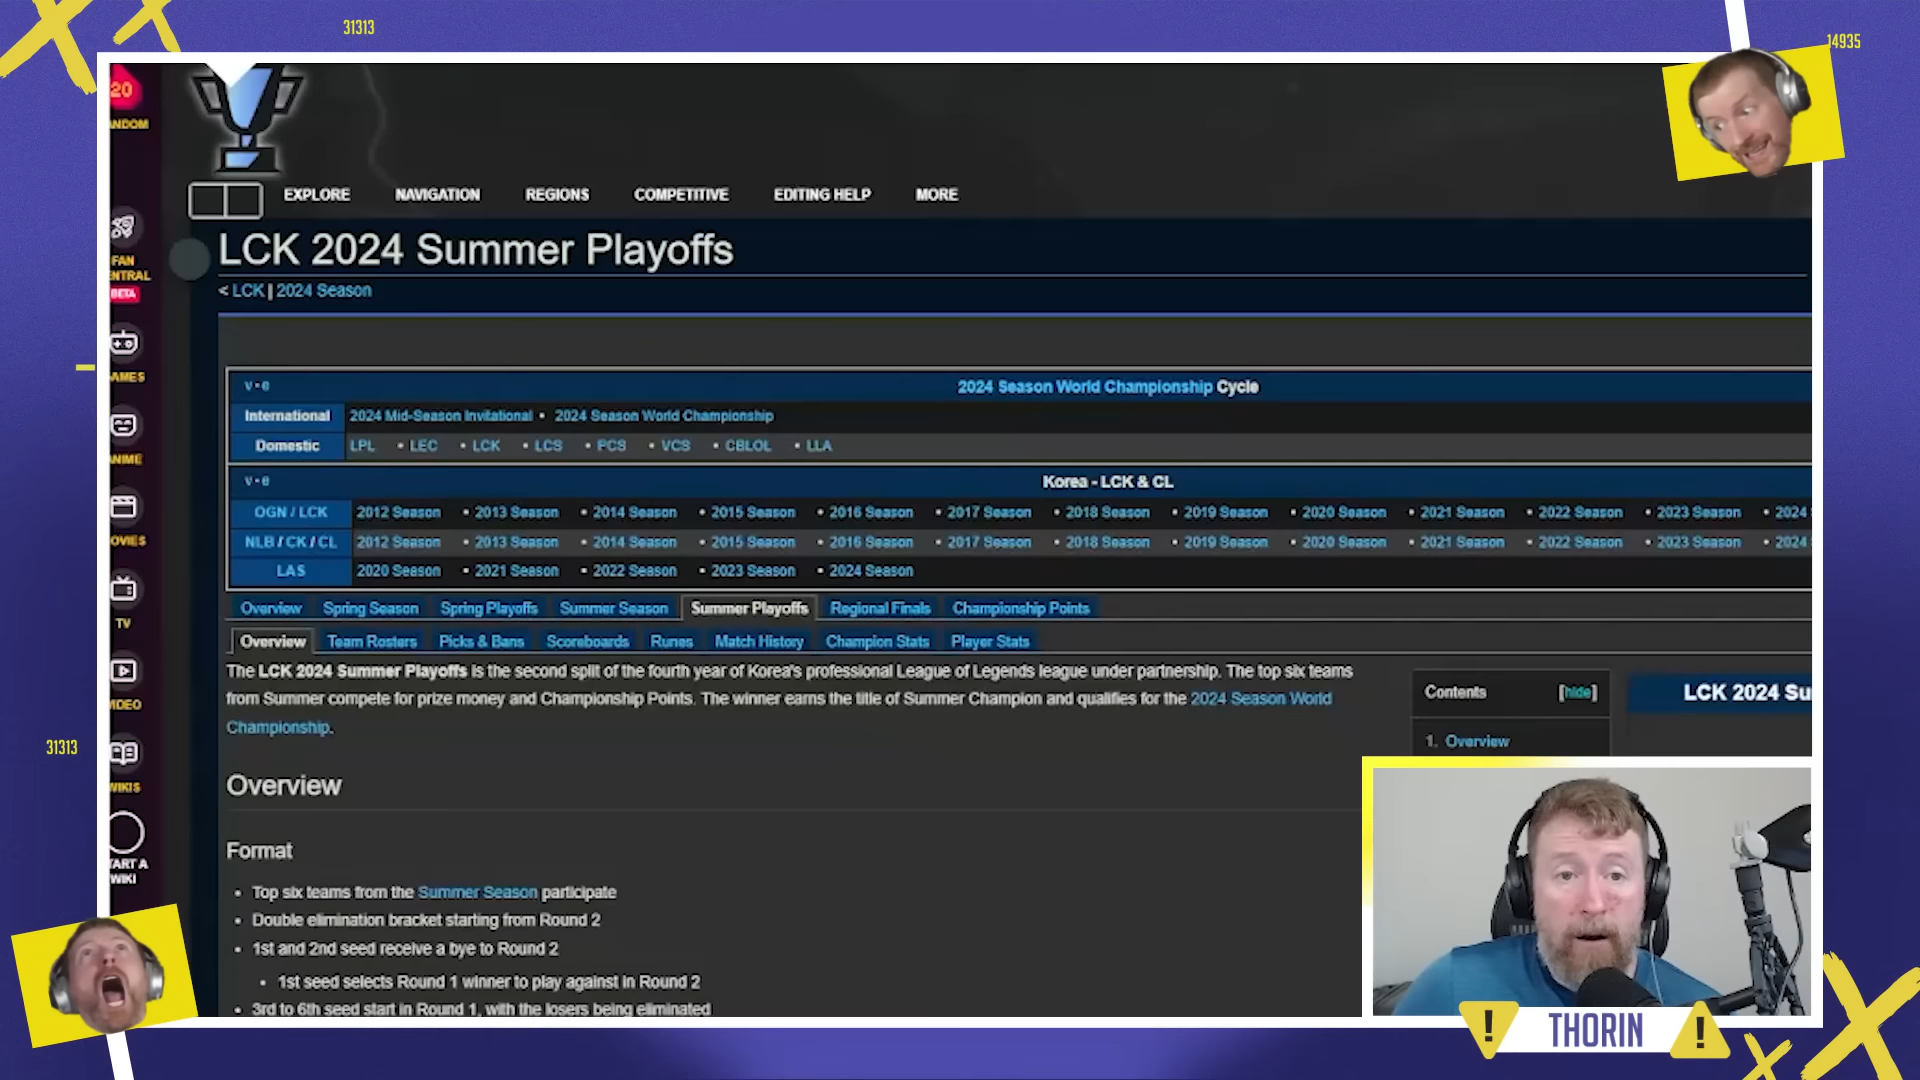 31313
14935
20
ANDOM
EXPLORE NAVIGATION REGIONS COMPETITIVE EDITING HELP MORE
LCK 2024 Summer Playoffs
< LCK | 2024 Season
FAN
ENTRAL
BETA
AMES
ANIME
OVIES
TV
IDEO
WIKIS
TART A
WIKI
v • e 2024 Season World Championship Cycle
International 2024 Mid-Season Invitational • 2024 Season World Championship
Domestic LPL • LEC • LCK • LCS • PCS • VCS • CBLOL • LLA
v • e Korea - LCK & CL
OGN / LCK 2012 Season • 2013 Season • 2014 Season • 2015 Season • 2016 Season • 2017 Season • 2018 Season • 2019 Season • 2020 Season • 2021 Season • 2022 Season • 2023 Season • 2024
NLB / CK / CL 2012 Season • 2013 Season • 2014 Season • 2015 Season • 2016 Season • 2017 Season • 2018 Season • 2019 Season • 2020 Season • 2021 Season • 2022 Season • 2023 Season • 2024
LAS 2020 Season • 2021 Season • 2022 Season • 2023 Season • 2024 Season
Overview Spring Season Spring Playoffs Summer Season Summer Playoffs Regional Finals Championship Points
Overview Team Rosters Picks & Bans Scoreboards Runes Match History Champion Stats Player Stats
The LCK 2024 Summer Playoffs is the second split of the fourth year of Korea's professional League of Legends league under partnership. The top six teams
from Summer compete for prize money and Championship Points. The winner earns the title of Summer Champion and qualifies for the 2024 Season World
Championship.
Contents [hide]
1. Overview
LCK 2024 Su
31313
Overview
Format
• Top six teams from the Summer Season participate
• Double elimination bracket starting from Round 2
• 1st and 2nd seed receive a bye to Round 2
• 1st seed selects Round 1 winner to play against in Round 2
• 3rd to 6th seed start in Round 1, with the losers being eliminated
! THORIN !